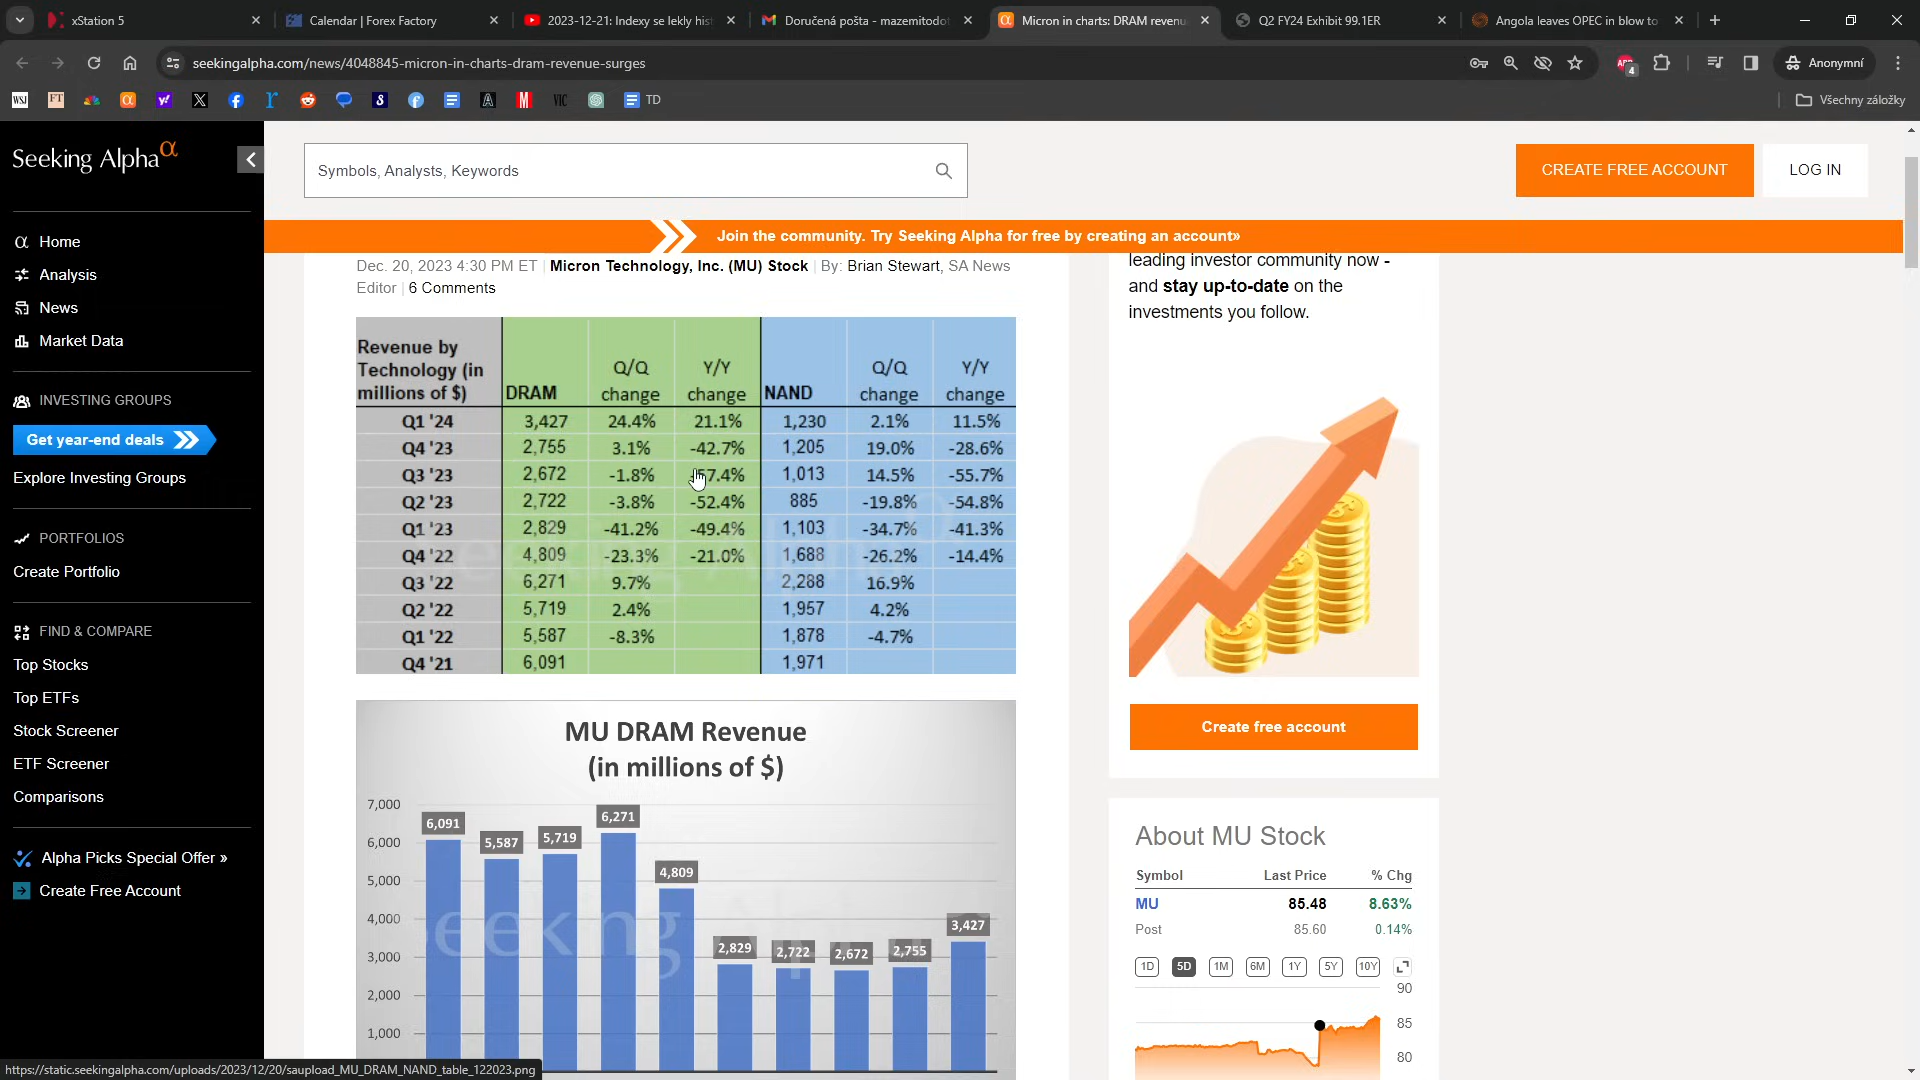 xStation 5
Calendar | Forex Factory
2023-12-21: Indexy se lekly his
Doručená pošta - mazemitodo
Micron in charts: DRAM revenu
Q2 FY24 Exhibit 99.1ER
Angola leaves OPEC in blow to
seekingalpha.com/news/4048845-micron-in-charts-dram-revenue-surges
4
Anonymní
WSJ
FT
VIC
TD
Všechny záložky
Seeking Alpha α
Symbols, Analysts, Keywords
CREATE FREE ACCOUNT
LOG IN
Join the community. Try Seeking Alpha for free by creating an account»
Home
Analysis
News
Market Data
INVESTING GROUPS
Get year-end deals
Explore Investing Groups
PORTFOLIOS
Create Portfolio
FIND & COMPARE
Top Stocks
Top ETFs
Stock Screener
ETF Screener
Comparisons
Alpha Picks Special Offer »
Create Free Account
Dec. 20, 2023 4:30 PM ET | Micron Technology, Inc. (MU) Stock | By: Brian Stewart, SA News
Editor | 6 Comments
Revenue by Technology (in millions of $) DRAM Q/Q change Y/Y change NAND Q/Q change Y/Y change
Q1 '24 3,427 24.4% 21.1% 1,230 2.1% 11.5%
Q4 '23 2,755 3.1% -42.7% 1,205 19.0% -28.6%
Q3 '23 2,672 -1.8% -57.4% 1,013 14.5% -55.7%
Q2 '23 2,722 -3.8% -52.4% 885 -19.8% -54.8%
Q1 '23 2,829 -41.2% -49.4% 1,103 -34.7% -41.3%
Q4 '22 4,809 -23.3% -21.0% 1,688 -26.2% -14.4%
Q3 '22 6,271 9.7% 2,288 16.9%
Q2 '22 5,719 2.4% 1,957 4.2%
Q1 '22 5,587 -8.3% 1,878 -4.7%
Q4 '21 6,091 1,971
MU DRAM Revenue
(in millions of $)
7,000
6,000
5,000
4,000
3,000
2,000
1,000
6,091
5,587
5,719
6,271
4,809
2,829
2,722
2,672
2,755
3,427
leading investor community now -
and stay up-to-date on the
investments you follow.
Create free account
About MU Stock
Symbol Last Price % Chg
MU 85.48 8.63%
Post 85.60 0.14%
1D 5D 1M 6M 1Y 5Y 10Y
90
85
80
https://static.seekingalpha.com/uploads/2023/12/20/saupload_MU_DRAM_NAND_table_122023.png